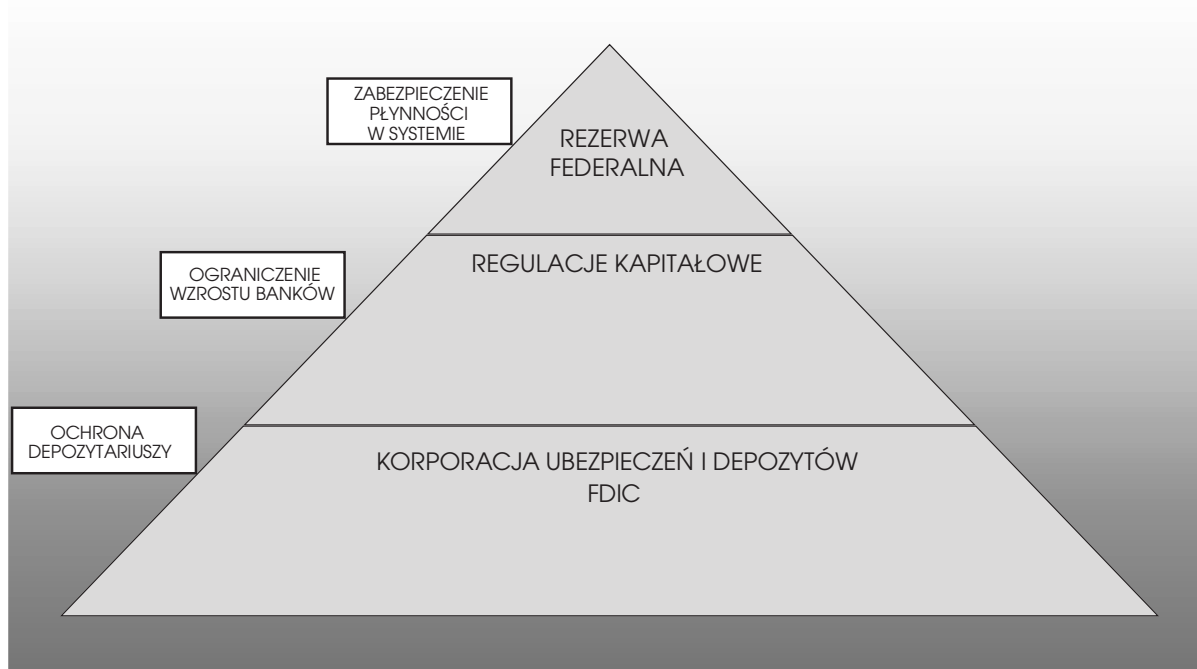 ZABEZPIECZENIE
PŁYNNOŚCI
W SYSTEMIE
REZERWA
FEDERALNA
OGRANICZENIE
WZROSTU BANKÓW
REGULACJE KAPITAŁOWE
OCHRONA
DEPOZYTARIUSZY
KORPORACJA UBEZPIECZEŃ I DEPOZYTÓW
FDIC